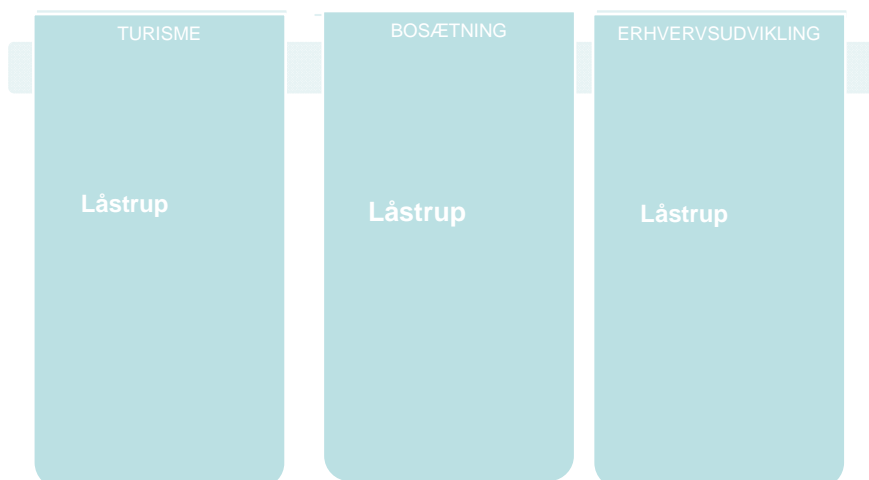 TURISME
Låstrup
BOSÆTNING
Låstrup
ERHVERVSUDVIKLING
Låstrup